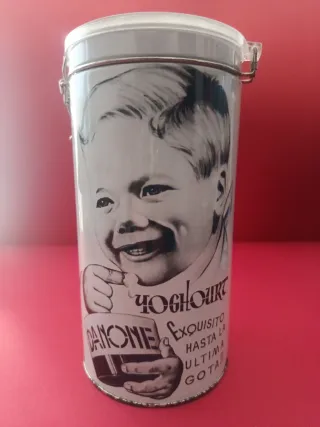 YOGHOURT
DANONE
EXQUISITO
HASTA LA
ULTIMA
GOTA